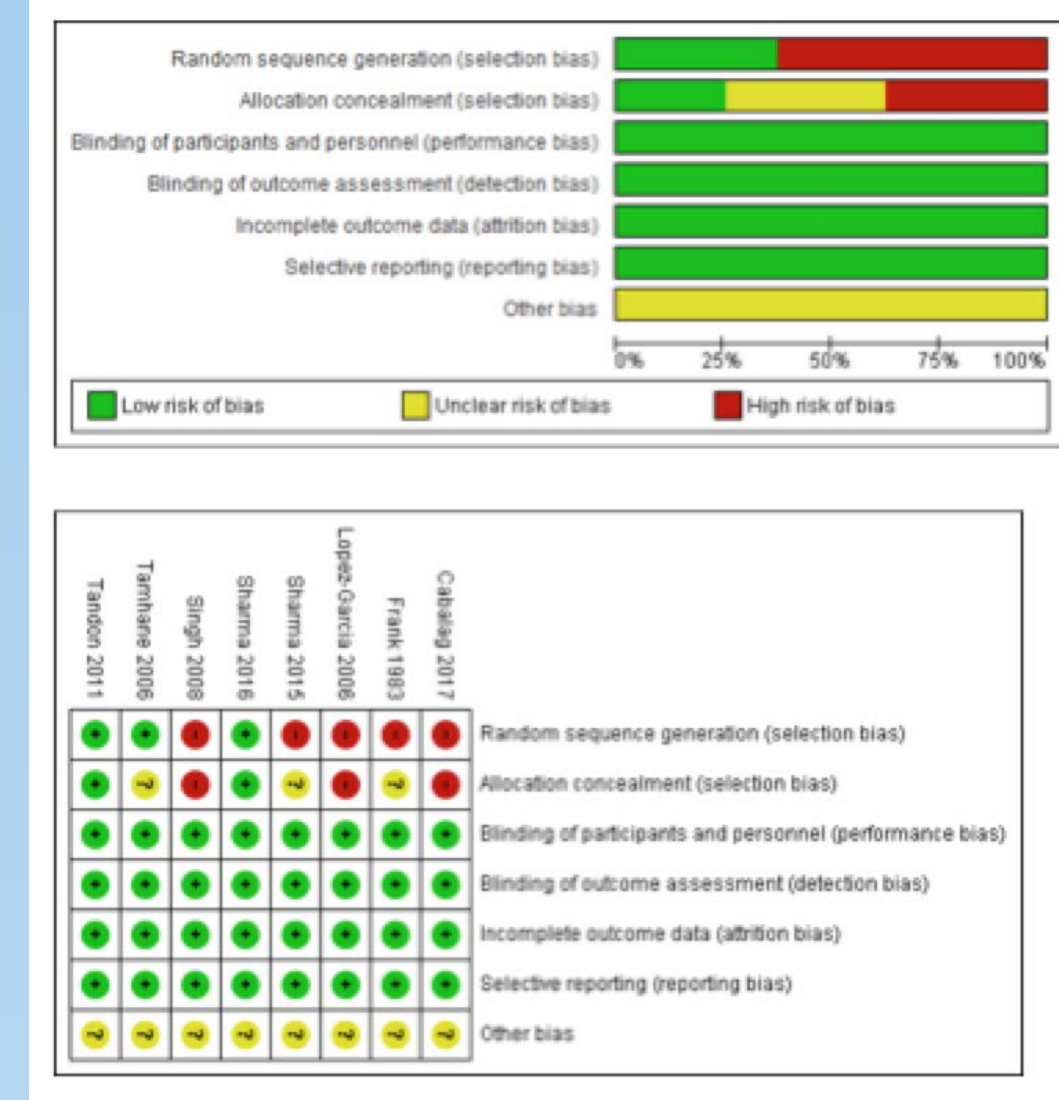 Random sequence generation (selection bias)
Allocation concealment (selection bias)
Blinding of participants and personnel (performance bias)
Blinding of outcome assessment (detection bias)
Incomplete outcome data (attrition bias)
Selective reporting (reporting bias)
Other bias
0% 25% 50% 75% 100%
Low risk of bias Unclear risk of bias High risk of bias
Tandon 2011
Tamhane 2006
Singh 2008
Sharma 2016
Sharma 2015
Lopez-Garcia 2006
Frank 1983
Cabalag 2017
+ + - + - - - - Random sequence generation (selection bias)
+ ? - + ? - ? - Allocation concealment (selection bias)
+ + + + + + + + Blinding of participants and personnel (performance bias)
+ + + + + + + + Blinding of outcome assessment (detection bias)
+ + + + + + + + Incomplete outcome data (attrition bias)
+ + + + + + + + Selective reporting (reporting bias)
? ? ? ? ? ? ? ? Other bias